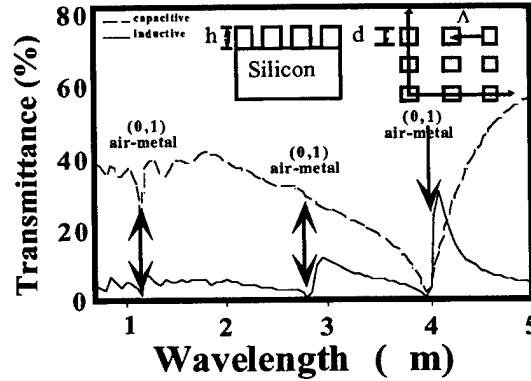 80
60
40
20
0
Transmittance (%)
capacitive
inductive
h
Silicon
d
Λ
(0,1)
air-metal
(0,1)
air-metal
(0,1)
air-metal
1
2
3
4
5
Wavelength ( m)